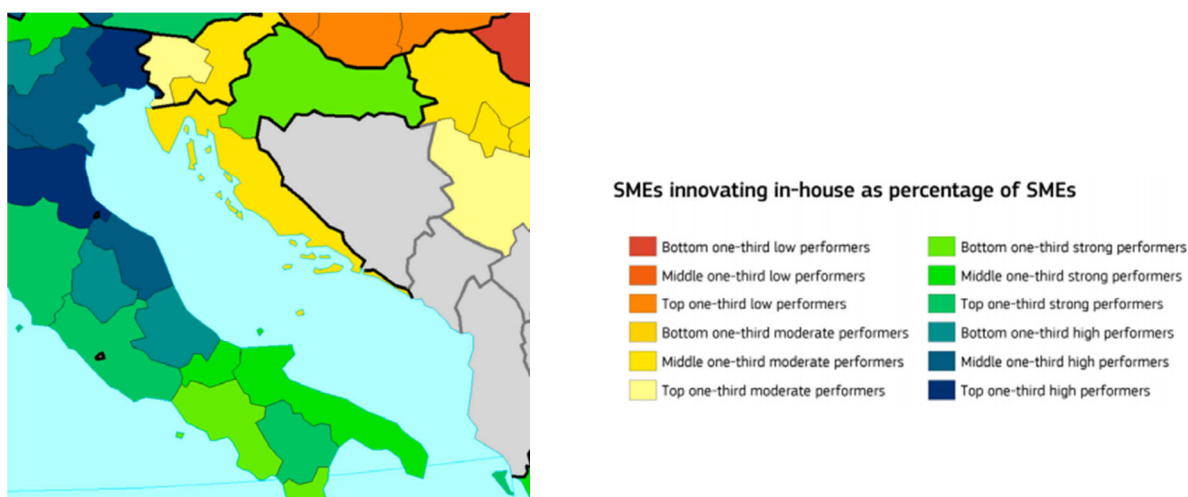 SMEs innovating in-house as percentage of SMEs
Bottom one-third low performers
Middle one-third low performers
Top one-third low performers
Bottom one-third moderate performers
Middle one-third moderate performers
Top one-third moderate performers
Bottom one-third strong performers
Middle one-third strong performers
Top one-third strong performers
Bottom one-third high performers
Middle one-third high performers
Top one-third high performers